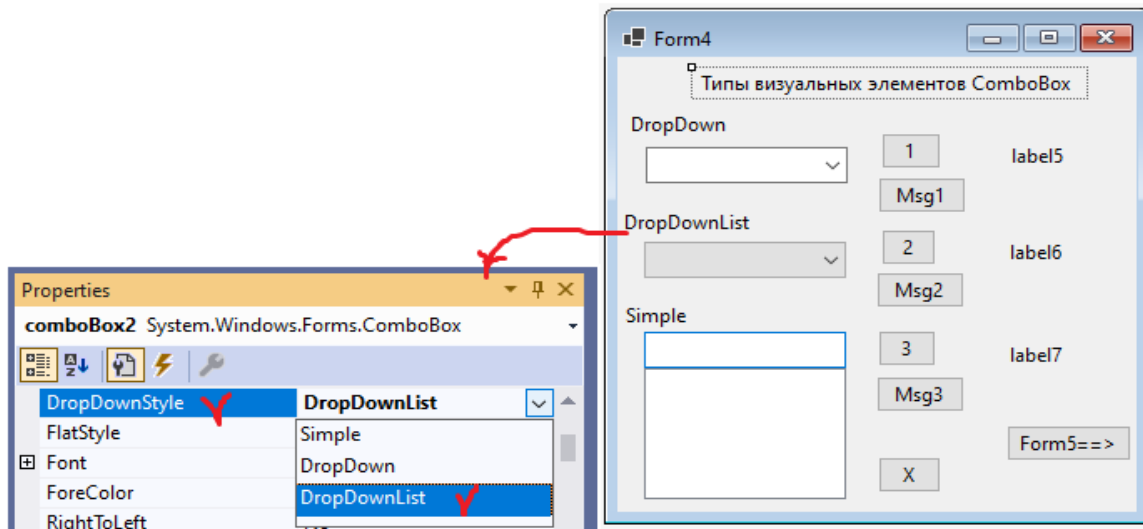 Form4
Типы визуальных элементов ComboBox
DropDown
1
label5
Msg1
DropDownList
2
label6
Msg2
Simple
3
label7
Msg3
Form5==>
X
Properties
comboBox2 System.Windows.Forms.ComboBox
DropDownStyle DropDownList
FlatStyle Simple
Font DropDown
ForeColor DropDownList
RightToLeft